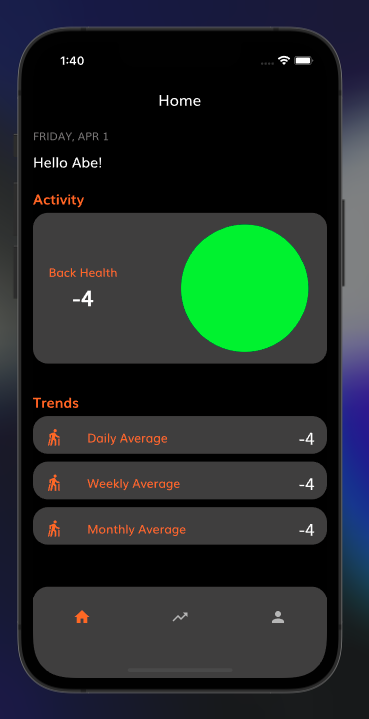 1:40
Home
FRIDAY, APR 1
Hello Abe!
Activity
Back Health
-4
Trends
Daily Average -4
Weekly Average -4
Monthly Average -4